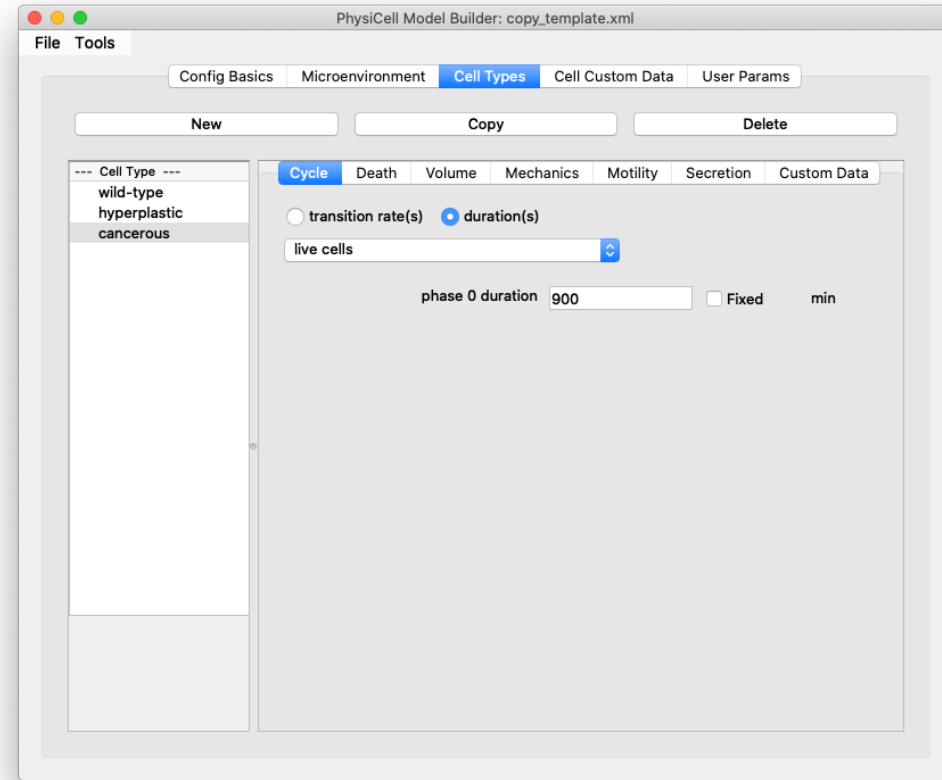 PhysiCell Model Builder: copy_template.xml
File Tools
Config Basics Microenvironment Cell Types Cell Custom Data User Params
New Copy Delete
--- Cell Type ---
wild-type
hyperplastic
cancerous
Cycle Death Volume Mechanics Motility Secretion Custom Data
transition rate(s) duration(s)
live cells
phase 0 duration 900 Fixed min